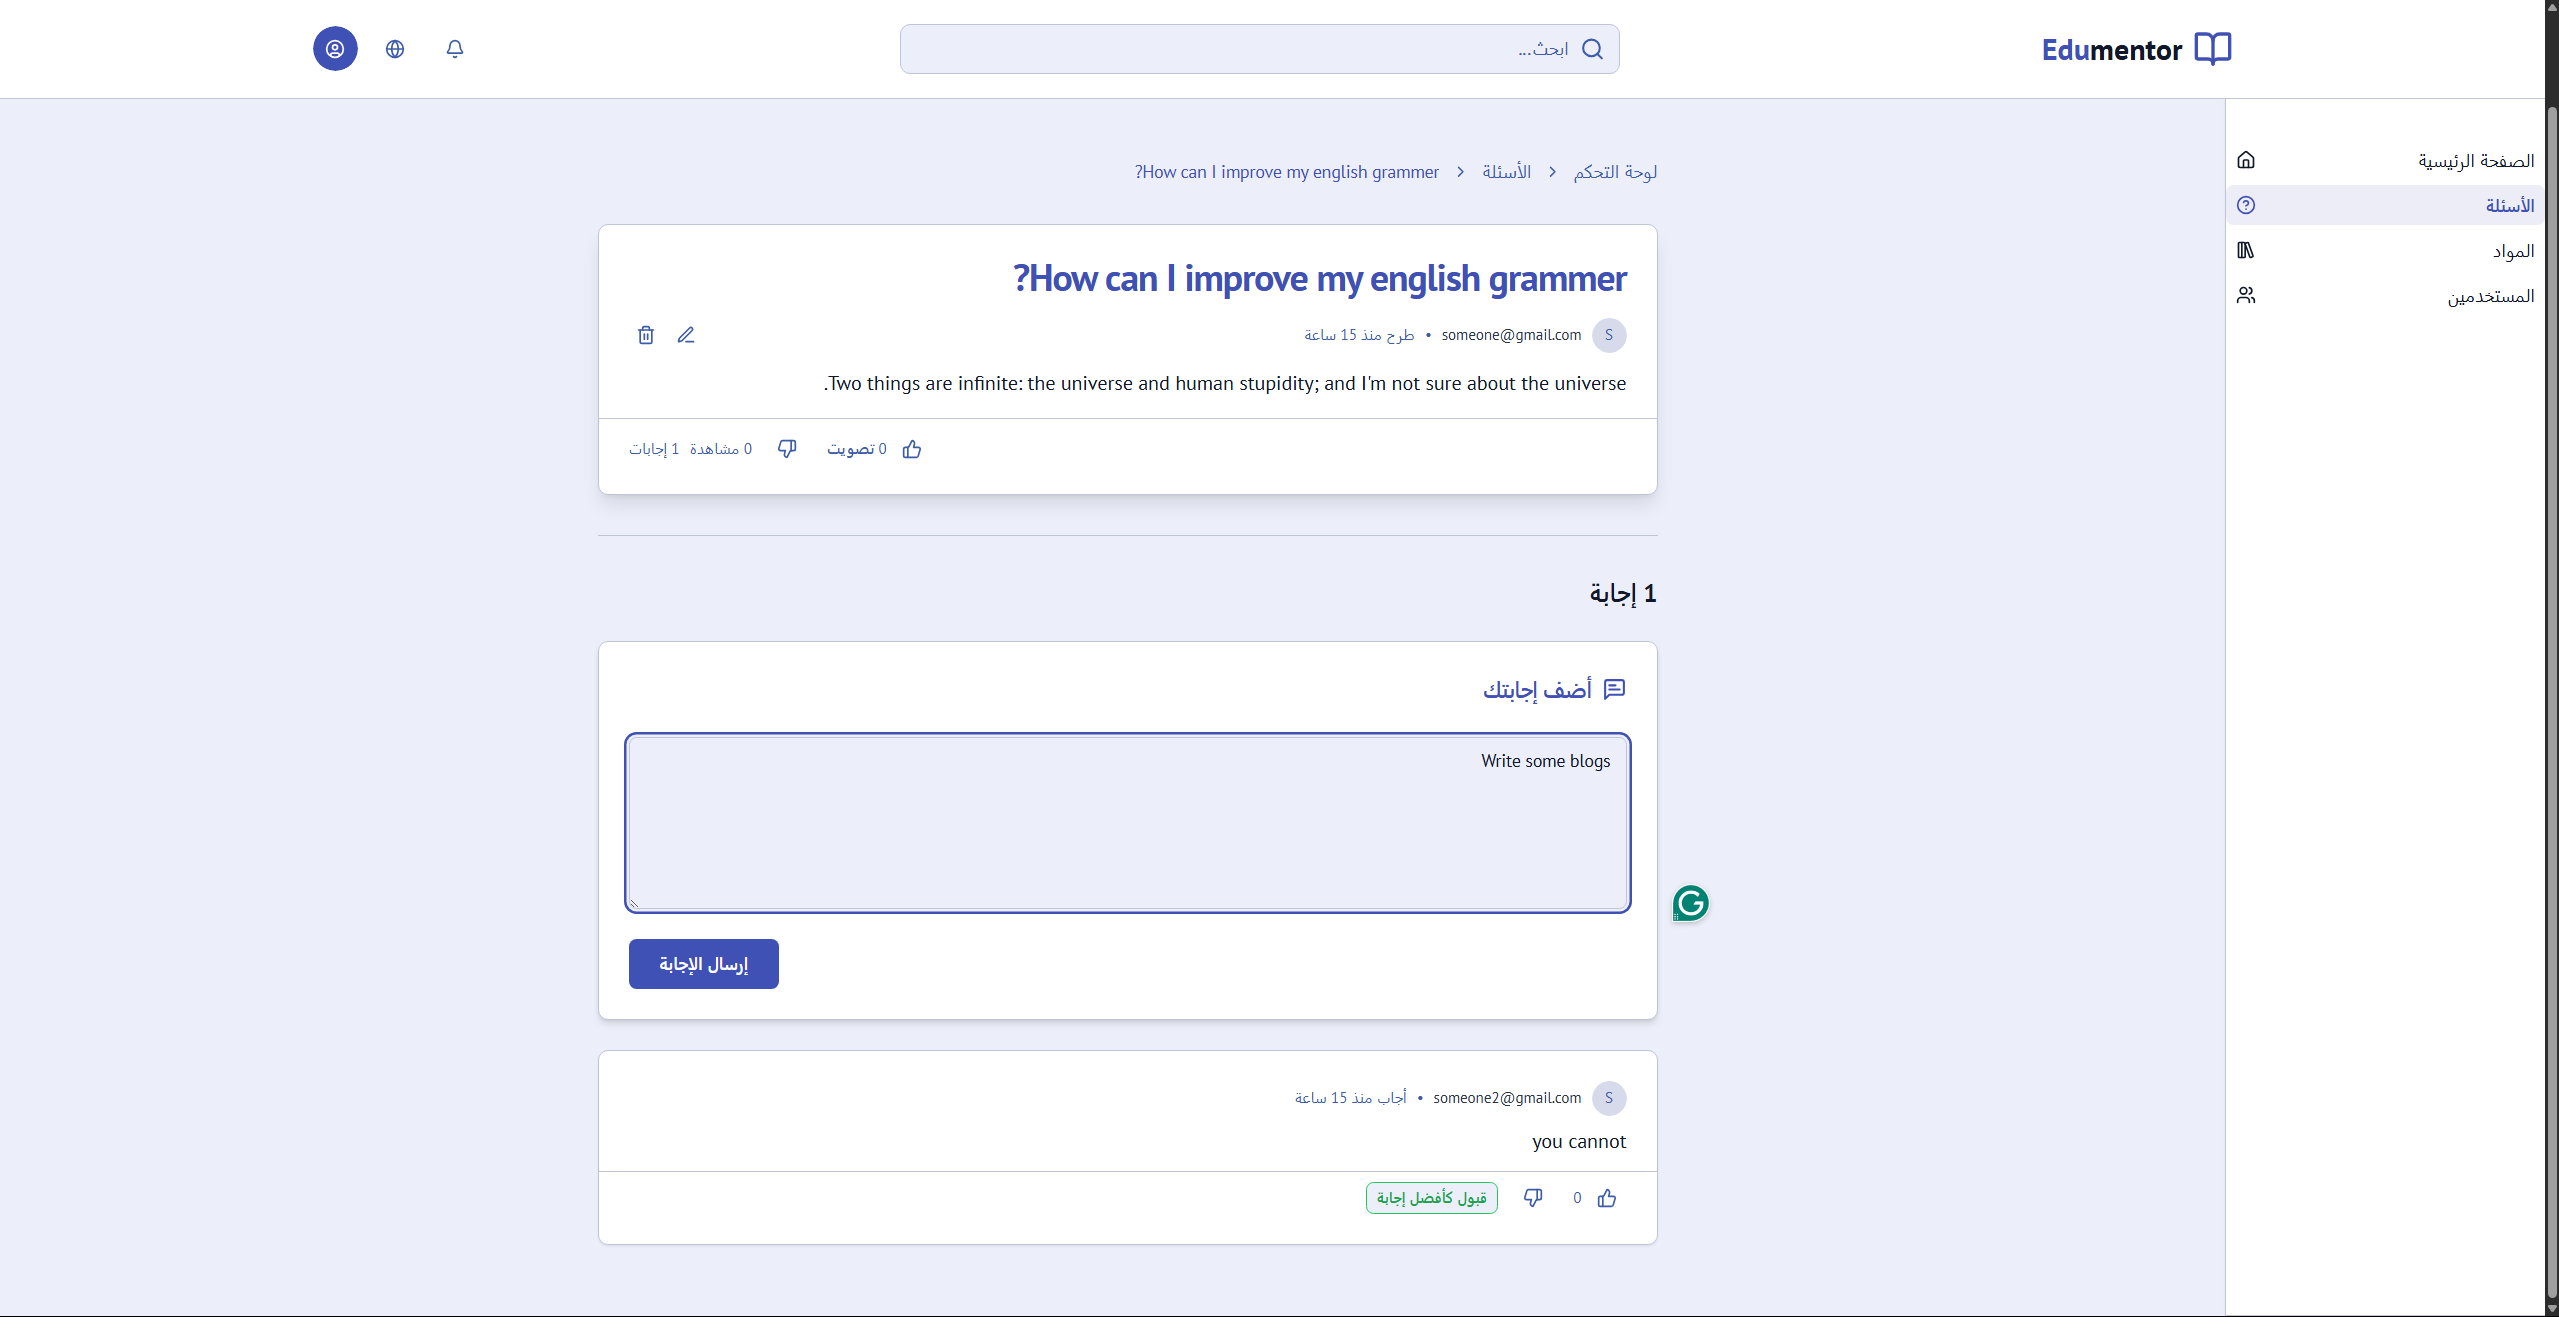 Edumentor
ابحث...
الصفحة الرئيسية
الأسئلة
المواد
المستخدمين
لوحة التحكم > الأسئلة > How can I improve my english grammer?
How can I improve my english grammer?
S someone@gmail.com • طرح منذ 15 ساعة
Two things are infinite: the universe and human stupidity; and I'm not sure about the universe.
0 تصويت 0 مشاهدة 1 إجابات
1 إجابة
أضف إجابتك
Write some blogs
إرسال الإجابة
S someone2@gmail.com • أجاب منذ 15 ساعة
you cannot
0 قبول كأفضل إجابة